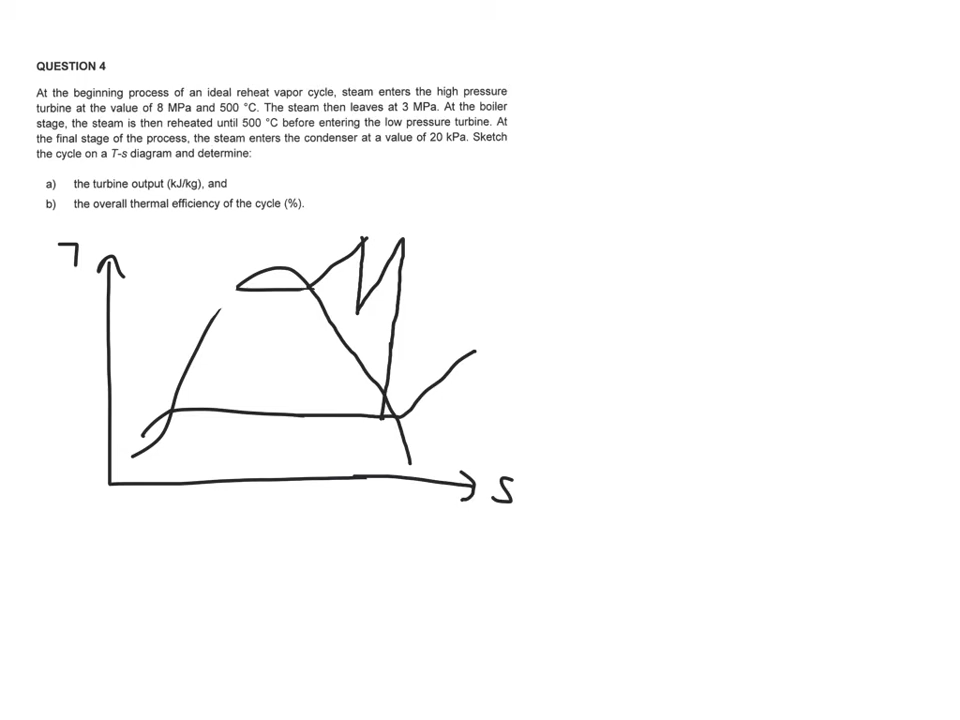 QUESTION 4
At the beginning process of an ideal reheat vapor cycle, steam enters the high pressure
turbine at the value of 8 MPa and 500 °C. The steam then leaves at 3 MPa. At the boiler
stage, the steam is then reheated until 500 °C before entering the low pressure turbine. At
the final stage of the process, the steam enters the condenser at a value of 20 kPa. Sketch
the cycle on a T-s diagram and determine:
a) the turbine output (kJ/kg), and
b) the overall thermal efficiency of the cycle (%).
T
S